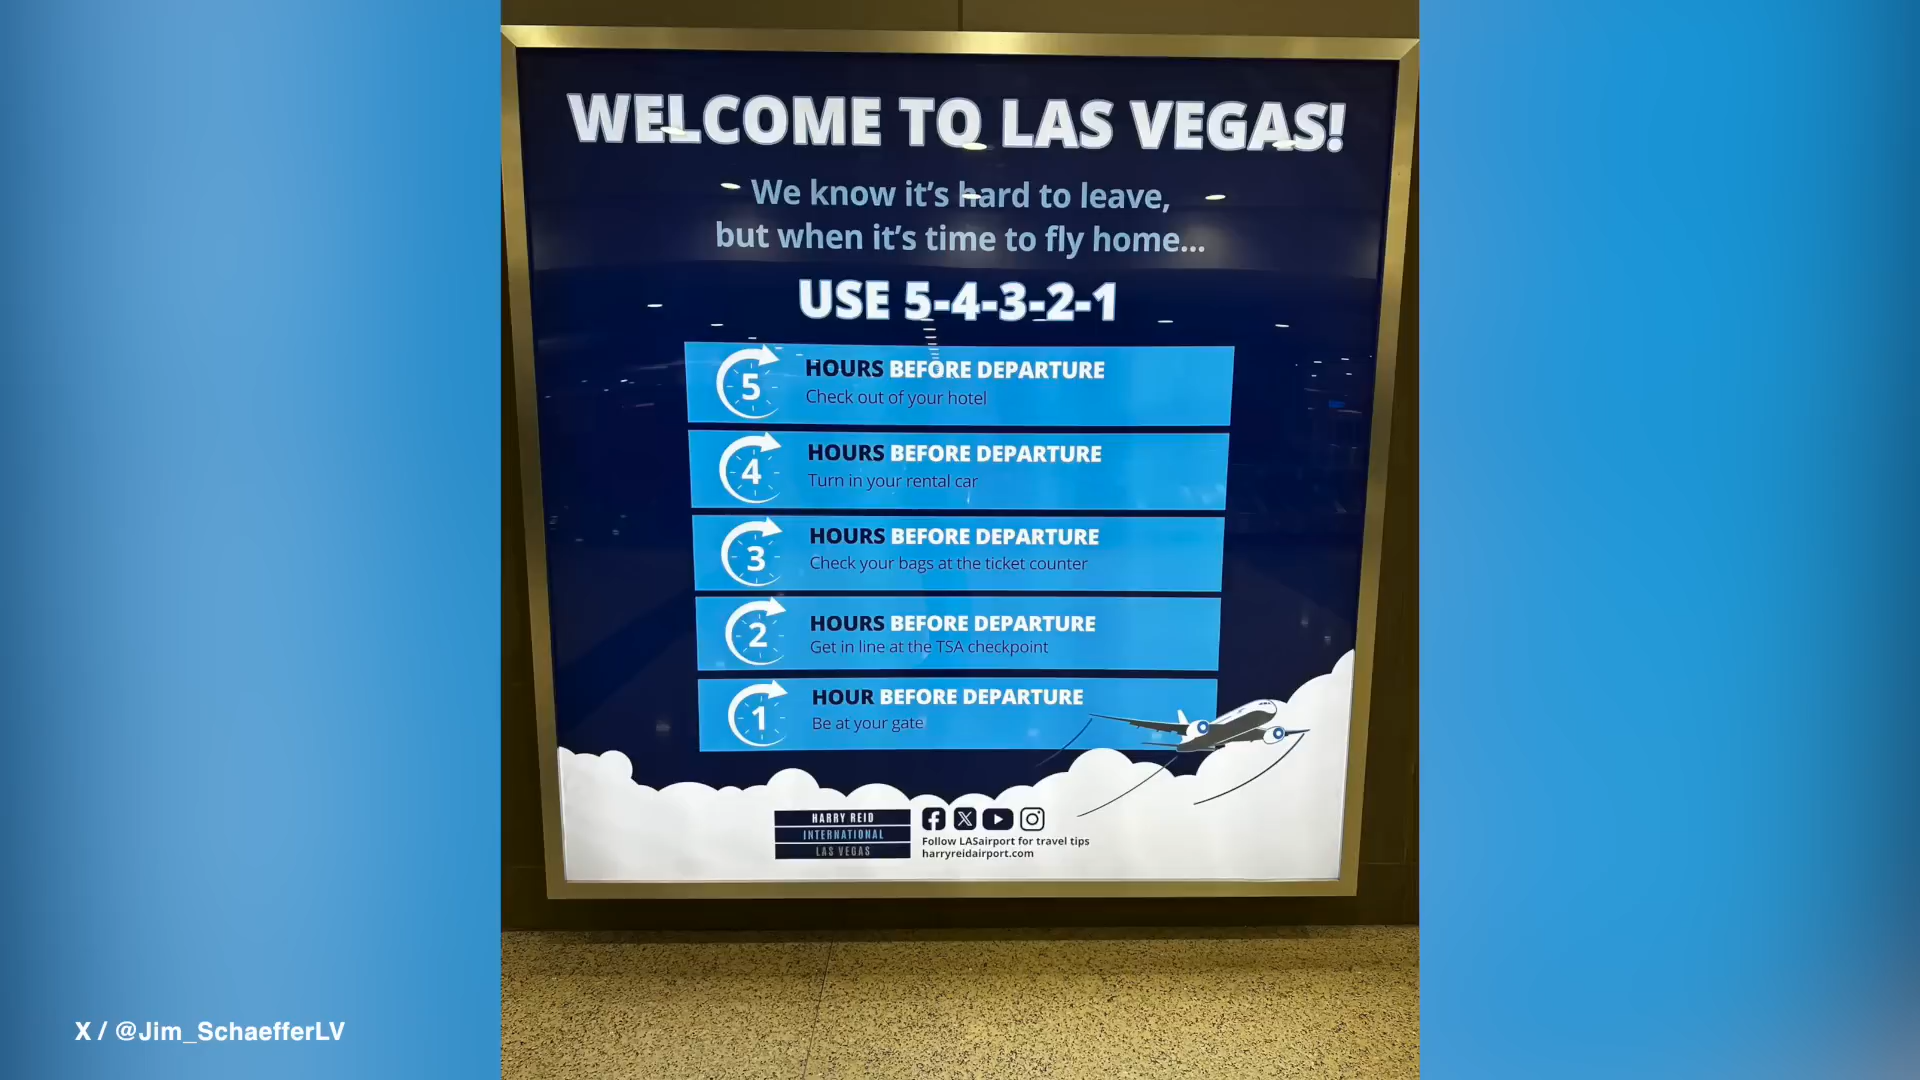 WELCOME TO LAS VEGAS!
We know it's hard to leave,
but when it's time to fly home...
USE 5-4-3-2-1
5 HOURS BEFORE DEPARTURE
Check out of your hotel
4 HOURS BEFORE DEPARTURE
Turn in your rental car
3 HOURS BEFORE DEPARTURE
Check your bags at the ticket counter
2 HOURS BEFORE DEPARTURE
Get in line at the TSA checkpoint
1 HOUR BEFORE DEPARTURE
Be at your gate
HARRY REID
INTERNATIONAL
LAS VEGAS
Follow LASairport for travel tips
harryreidairport.com
X / @Jim_SchaefferLV